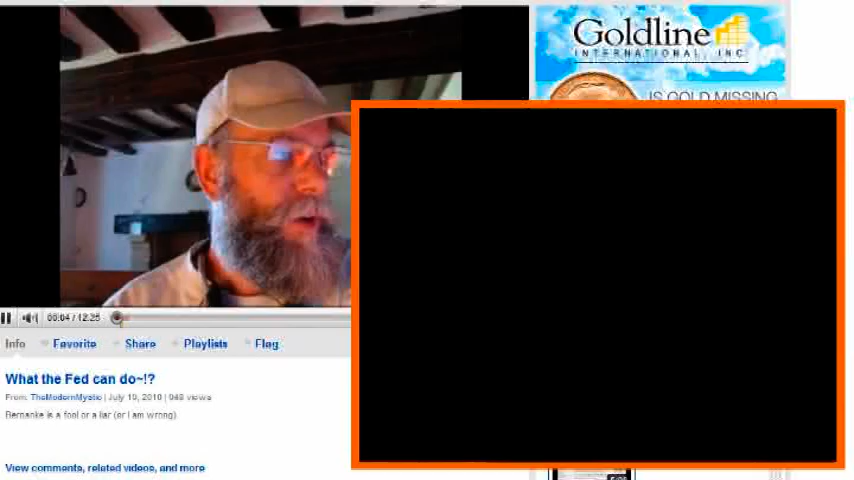 Goldline
INTERNATIONAL, INC
IS GOLD MISSING
00:04 / 12:25
Info
Favorite
Share
Playlists
Flag
What the Fed can do~!?
From: TheModernMystic | July 19, 2010 | 948 views
Bernanke is a fool or a liar (or I am wrong).
View comments, related videos, and more